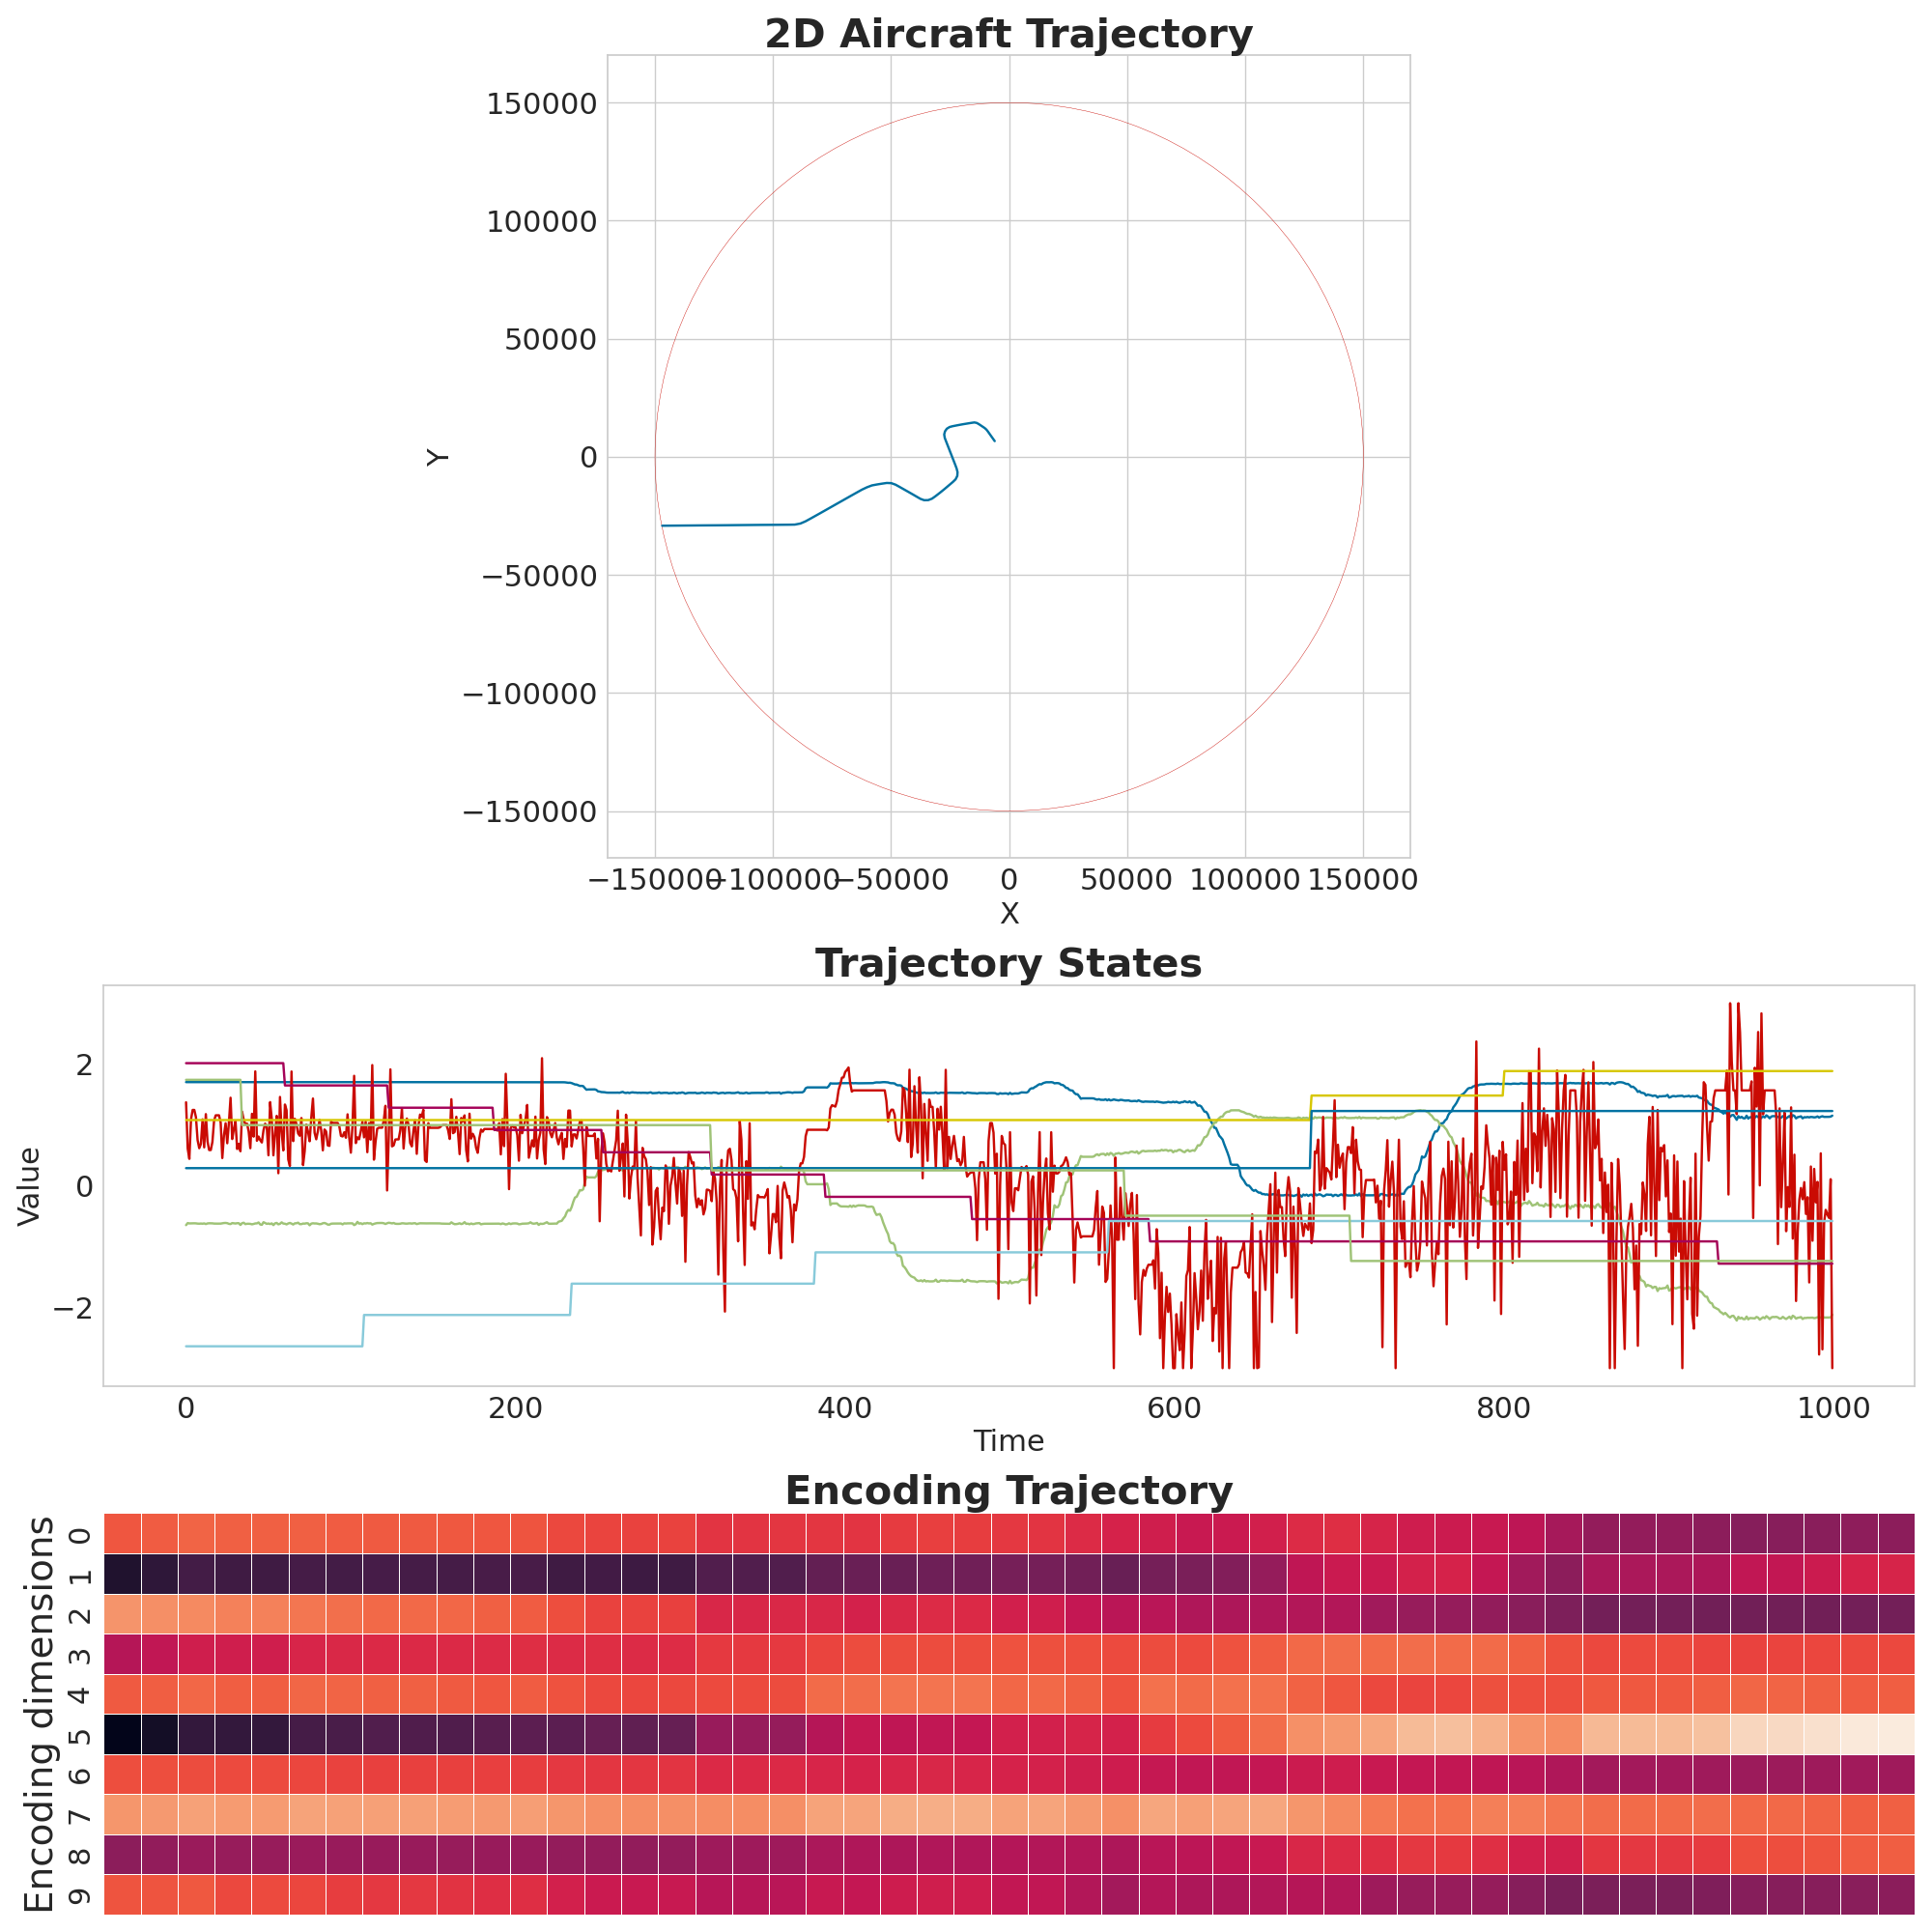 2D Aircraft Trajectory
150000
100000
50000
0
−50000
−100000
−150000
Y
−150000 −100000 −50000 0 50000 100000 150000
X
Trajectory States
2
0
−2
Value
0 200 400 600 800 1000
Time
Encoding Trajectory
Encoding dimensions
0
1
2
3
4
5
6
7
8
9